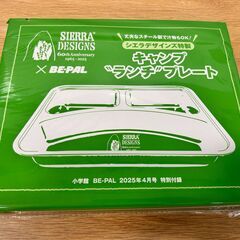 SIERRA
DESIGNS
60th Anniversary
1965-2025
× BE-PAL
丈夫なスチール製で汁物もOK!
シエラデザインズ特製
キャンプ
“ランチ”プレート
SIERRA
DESIGNS
小学館 BE-PAL 2025年4月号 特別付録